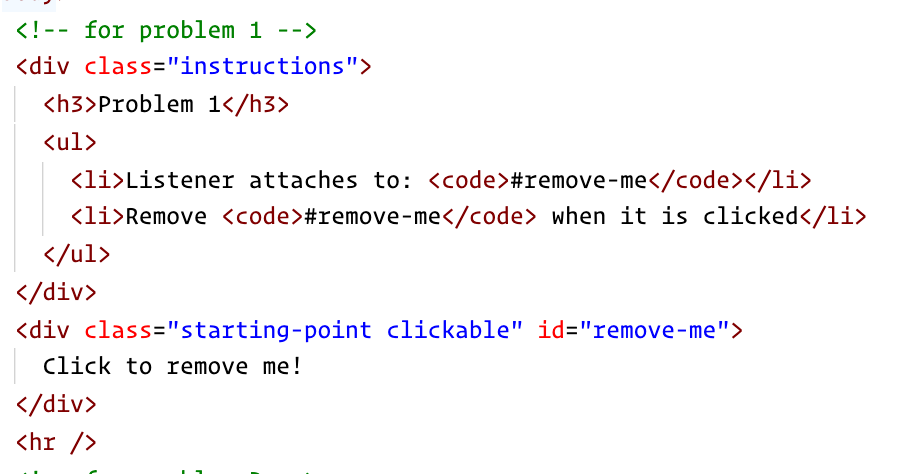 <!-- for problem 1 -->
<div class="instructions">
<h3>Problem 1</h3>
<ul>
<li>Listener attaches to: <code>#remove-me</code></li>
<li>Remove <code>#remove-me</code> when it is clicked</li>
</ul>
</div>
<div class="starting-point clickable" id="remove-me">
Click to remove me!
</div>
<hr />